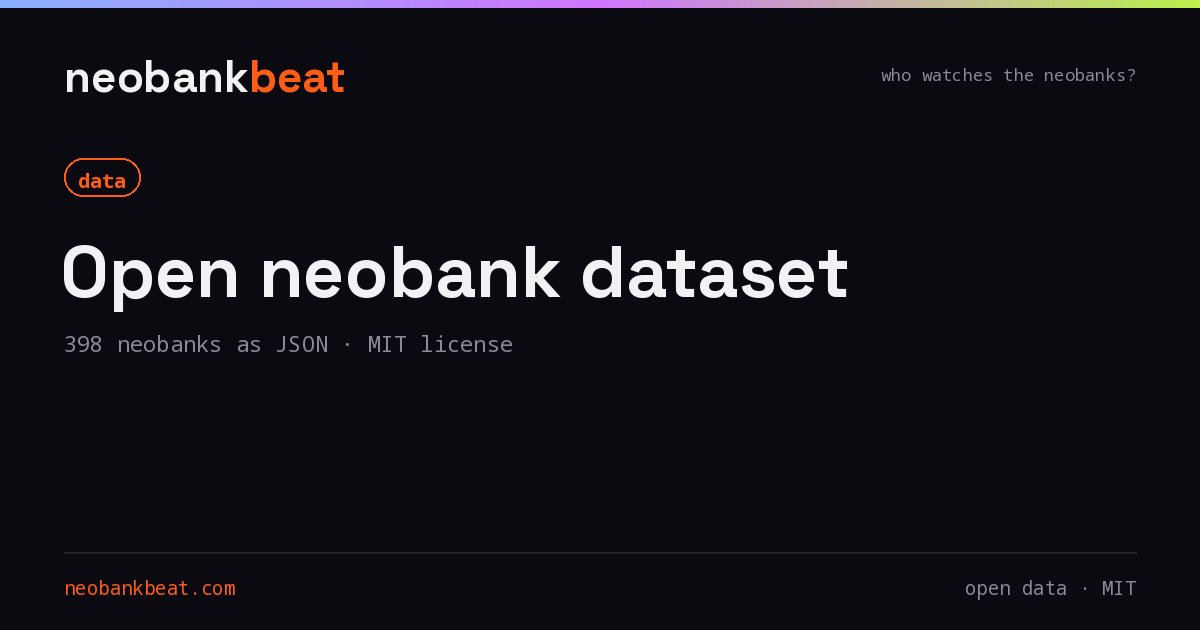 neobankbeat
who watches the neobanks?
data
Open neobank dataset
398 neobanks as JSON · MIT license
neobankbeat.com
open data · MIT